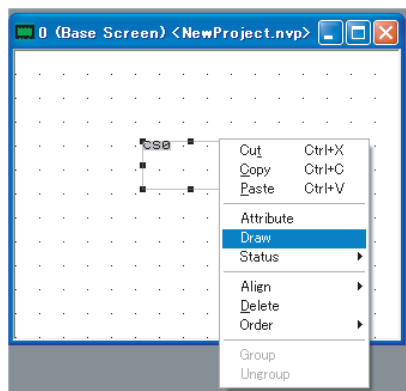 0 (Base Screen) <NewProject.nvp>
CS0
Cut Ctrl+X
Copy Ctrl+C
Paste Ctrl+V
Attribute
Draw
Status
Align
Delete
Order
Group
Ungroup